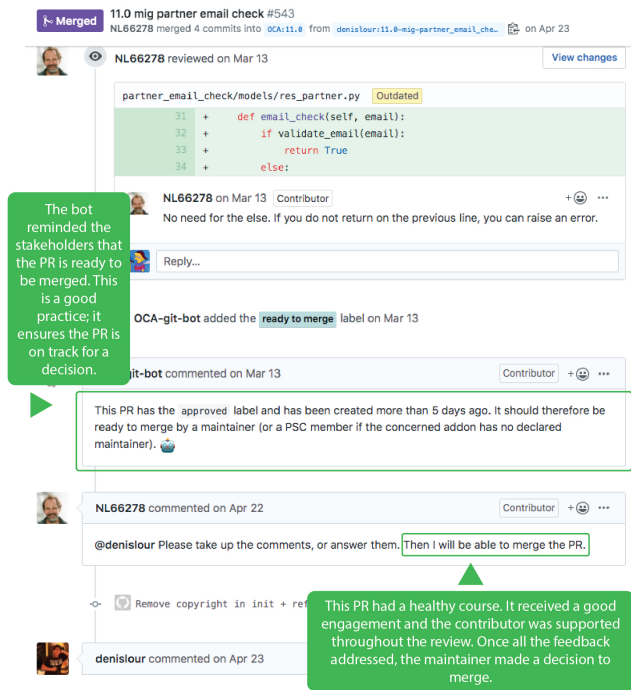 Merged
11.0 mig partner email check #543
NL66278 merged 4 commits into OCA:11.0 from denislour:11.0-mig-partner_email_che… on Apr 23
NL66278 reviewed on Mar 13
View changes
partner_email_check/models/res_partner.py Outdated
31 + def email_check(self, email):
32 + if validate_email(email):
33 + return True
34 + else:
NL66278 on Mar 13 Contributor
No need for the else. If you do not return on the previous line, you can raise an error.
Reply...
The bot
reminded the
stakeholders that
the PR is ready to
be merged. This
is a good
practice; it
ensures the PR is
on track for a
decision.
OCA-git-bot added the ready to merge label on Mar 13
git-bot commented on Mar 13
Contributor
This PR has the approved label and has been created more than 5 days ago. It should therefore be
ready to merge by a maintainer (or a PSC member if the concerned addon has no declared
maintainer).
NL66278 commented on Apr 22
Contributor
@denislour Please take up the comments, or answer them. Then I will be able to merge the PR.
Remove copyright in init + ref
This PR had a healthy course. It received a good
engagement and the contributor was supported
throughout the review. Once all the feedback
addressed, the maintainer made a decision to
merge.
denislour commented on Apr 23